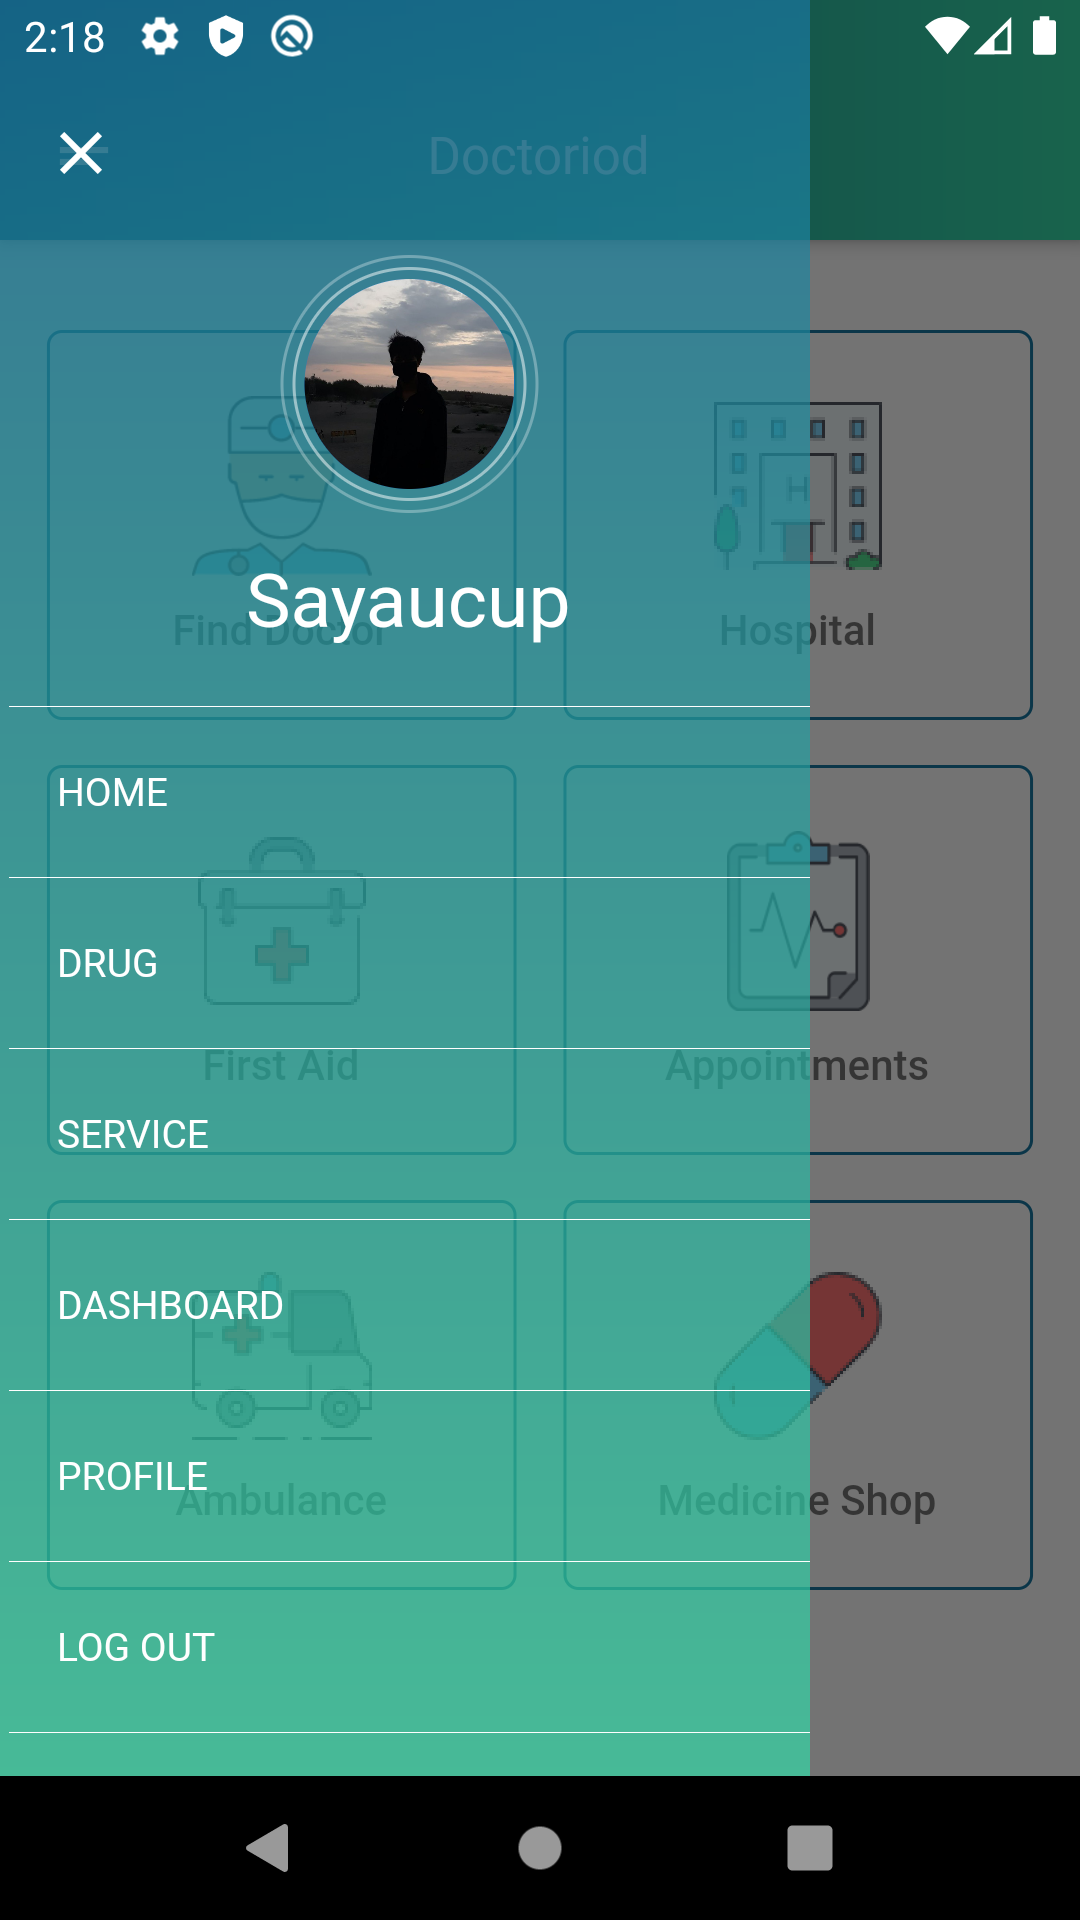 2:18
Doctoriod
Sayaucup
Find Doctor
Hospital
H
HOME
DRUG
First Aid
Appointments
SERVICE
DASHBOARD
PROFILE
Ambulance
Medicine Shop
LOG OUT